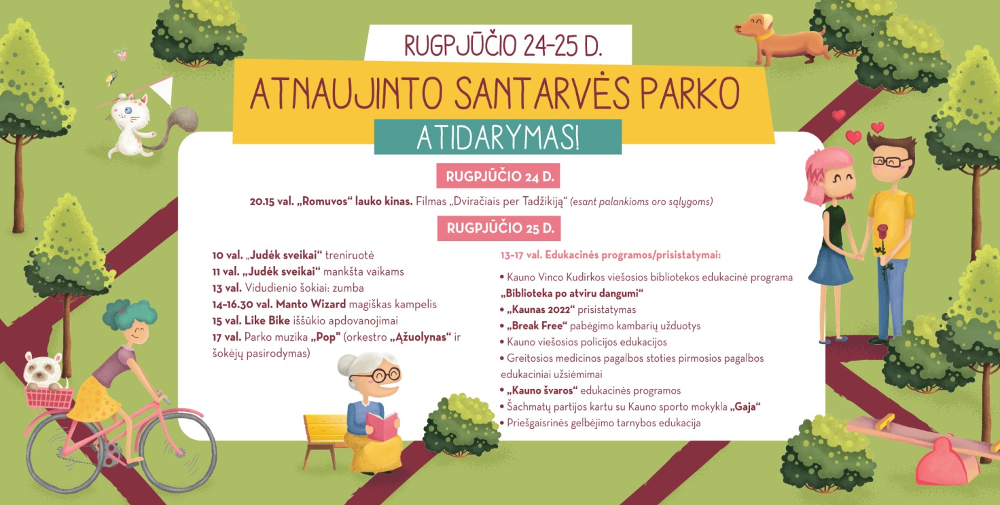 RUGPJŪČIO 24-25 D.
ATNAUJINTO SANTARVĖS PARKO
ATIDARYMAS!
RUGPJŪČIO 24 D.
20.15 val. „Romuvos“ lauko kinas. Filmas „Dviračiais per Tadžikiją“ (esant palankioms oro sąlygoms)
RUGPJŪČIO 25 D.
10 val. „Judėk sveikai“ treniruotė
11 val. „Judėk sveikai“ mankšta vaikams
13 val. Vidudienio šokiai: zumba
14-16.30 val. Manto Wizard magiškas kampelis
15 val. Like Bike iššūkio apdovanojimai
17 val. Parko muzika „Pop" (orkestro „Ąžuolynas“ ir
šokėjų pasirodymas)
13-17 val. Edukacinės programos/prisistatymai:
• Kauno Vinco Kudirkos viešosios bibliotekos edukacinė programa
„Biblioteka po atviru dangumi“
• „Kaunas 2022“ prisistatymas
• „Break Free“ pabėgimo kambarių užduotys
• Kauno viešosios policijos edukacijos
• Greitosios medicinos pagalbos stoties pirmosios pagalbos
edukaciniai užsiėmimai
• „Kauno švaros“ edukacinės programos
• Šachmatų partijos kartu su Kauno sporto mokykla „Gaja“
• Priešgaisrinės gelbėjimo tarnybos edukacija